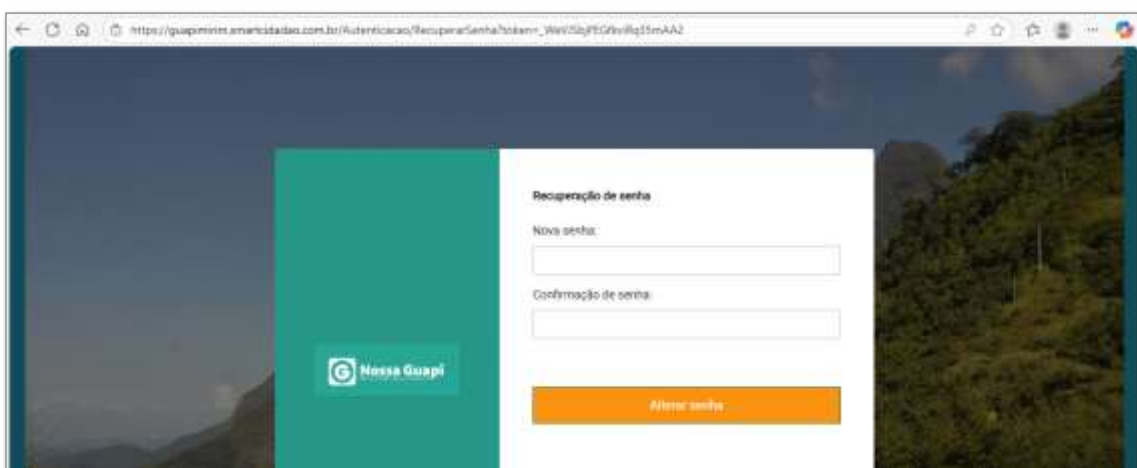 Recuperação de senha
Nova senha:
Confirmação de senha:
Nossa Guapi
Alterar senha